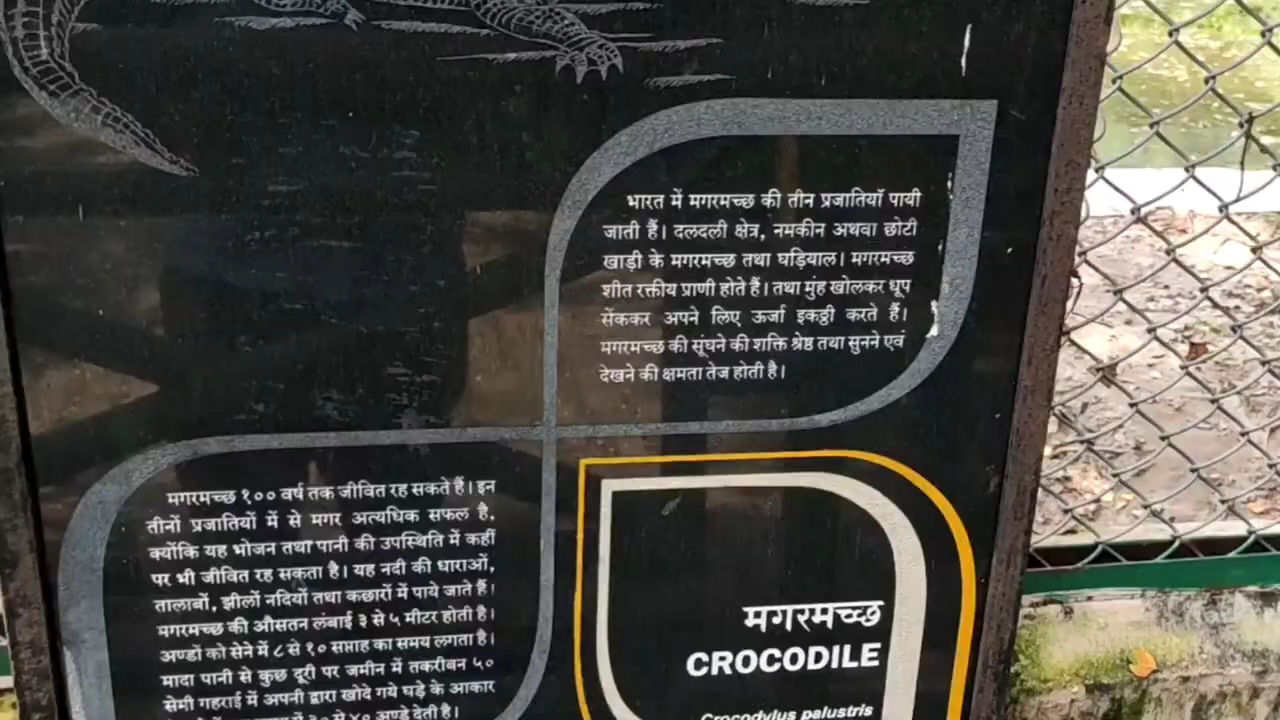 भारत में मगरमच्छ की तीन प्रजातियाँ पायी
जाती हैं। दलदली क्षेत्र, नमकीन अथवा छोटी
खाड़ी के मगरमच्छ तथा घड़ियाल। मगरमच्छ
शीत रक्तीय प्राणी होते हैं। तथा मुंह खोलकर धूप
सेंककर अपने लिए ऊर्जा इकट्ठी करते हैं।
मगरमच्छ की सूंघने की शक्ति श्रेष्ठ तथा सुनने एवं
देखने की क्षमता तेज होती है।
मगरमच्छ १०० वर्ष तक जीवित रह सकते हैं। इन
तीनों प्रजातियों में से मगर अत्यधिक सफल है,
क्योंकि यह भोजन तथा पानी की उपस्थिति में कहीं
पर भी जीवित रह सकता है। यह नदी की धाराओं,
तालाबों, झीलों नदियों तथा कछारों में पाये जाते हैं।
मगरमच्छ की औसतन लंबाई ३ से ५ मीटर होती है।
अण्डों को सेने में ८ से १० सप्ताह का समय लगता है।
मादा पानी से कुछ दूरी पर जमीन में तकरीबन ५०
सेमी गहराई में अपनी द्वारा खोदे गये घड़े के आकार
से ४० अण्डे देती है।
मगरमच्छ
CROCODILE
Crocodylus palustris